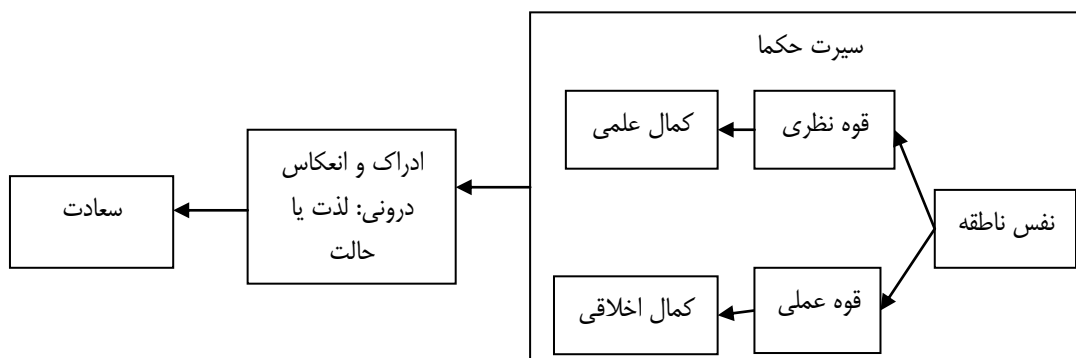 سیرت حکما
نفس ناطقه
قوه نظری
کمال علمی
قوه عملی
کمال اخلاقی
ادراک و انعکاس
درونی: لذت یا
حالت
سعادت